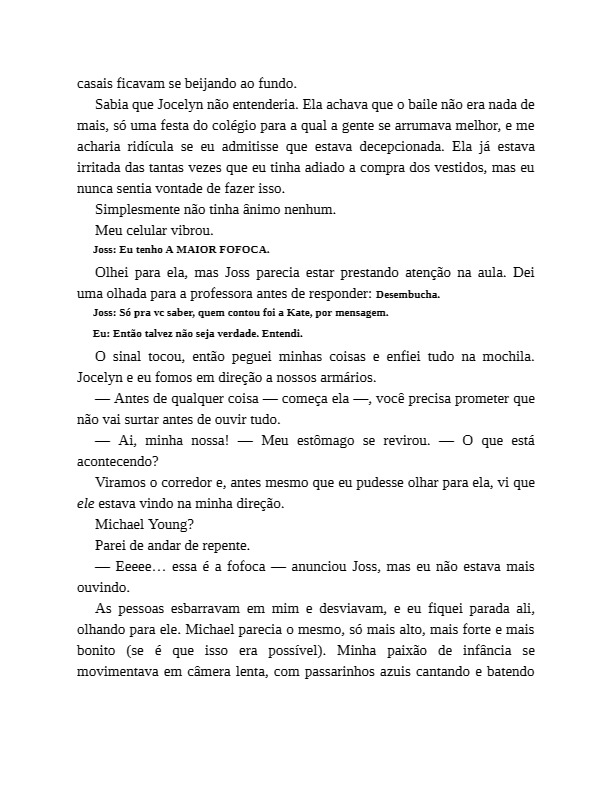 casais ficavam se beijando ao fundo.
Sabia que Jocelyn não entenderia. Ela achava que o baile não era nada de
mais, só uma festa do colégio para a qual a gente se arrumava melhor, e me
acharia ridícula se eu admitisse que estava decepcionada. Ela já estava
irritada das tantas vezes que eu tinha adiado a compra dos vestidos, mas eu
nunca sentia vontade de fazer isso.
Simplesmente não tinha ânimo nenhum.
Meu celular vibrou.
Joss: Eu tenho A MAIOR FOFOCA.
Olhei para ela, mas Joss parecia estar prestando atenção na aula. Dei
uma olhada para a professora antes de responder: Desembucha.
Joss: Só pra vc saber, quem contou foi a Kate, por mensagem.
Eu: Então talvez não seja verdade. Entendi.
O sinal tocou, então peguei minhas coisas e enfiei tudo na mochila.
Jocelyn e eu fomos em direção a nossos armários.
— Antes de qualquer coisa — começa ela —, você precisa prometer que
não vai surtar antes de ouvir tudo.
— Ai, minha nossa! — Meu estômago se revirou. — O que está
acontecendo?
Viramos o corredor e, antes mesmo que eu pudesse olhar para ela, vi que
ele estava vindo na minha direção.
Michael Young?
Parei de andar de repente.
— Eeeee… essa é a fofoca — anunciou Joss, mas eu não estava mais
ouvindo.
As pessoas esbarravam em mim e desviavam, e eu fiquei parada ali,
olhando para ele. Michael parecia o mesmo, só mais alto, mais forte e mais
bonito (se é que isso era possível). Minha paixão de infância se
movimentava em câmera lenta, com passarinhos azuis cantando e batendo